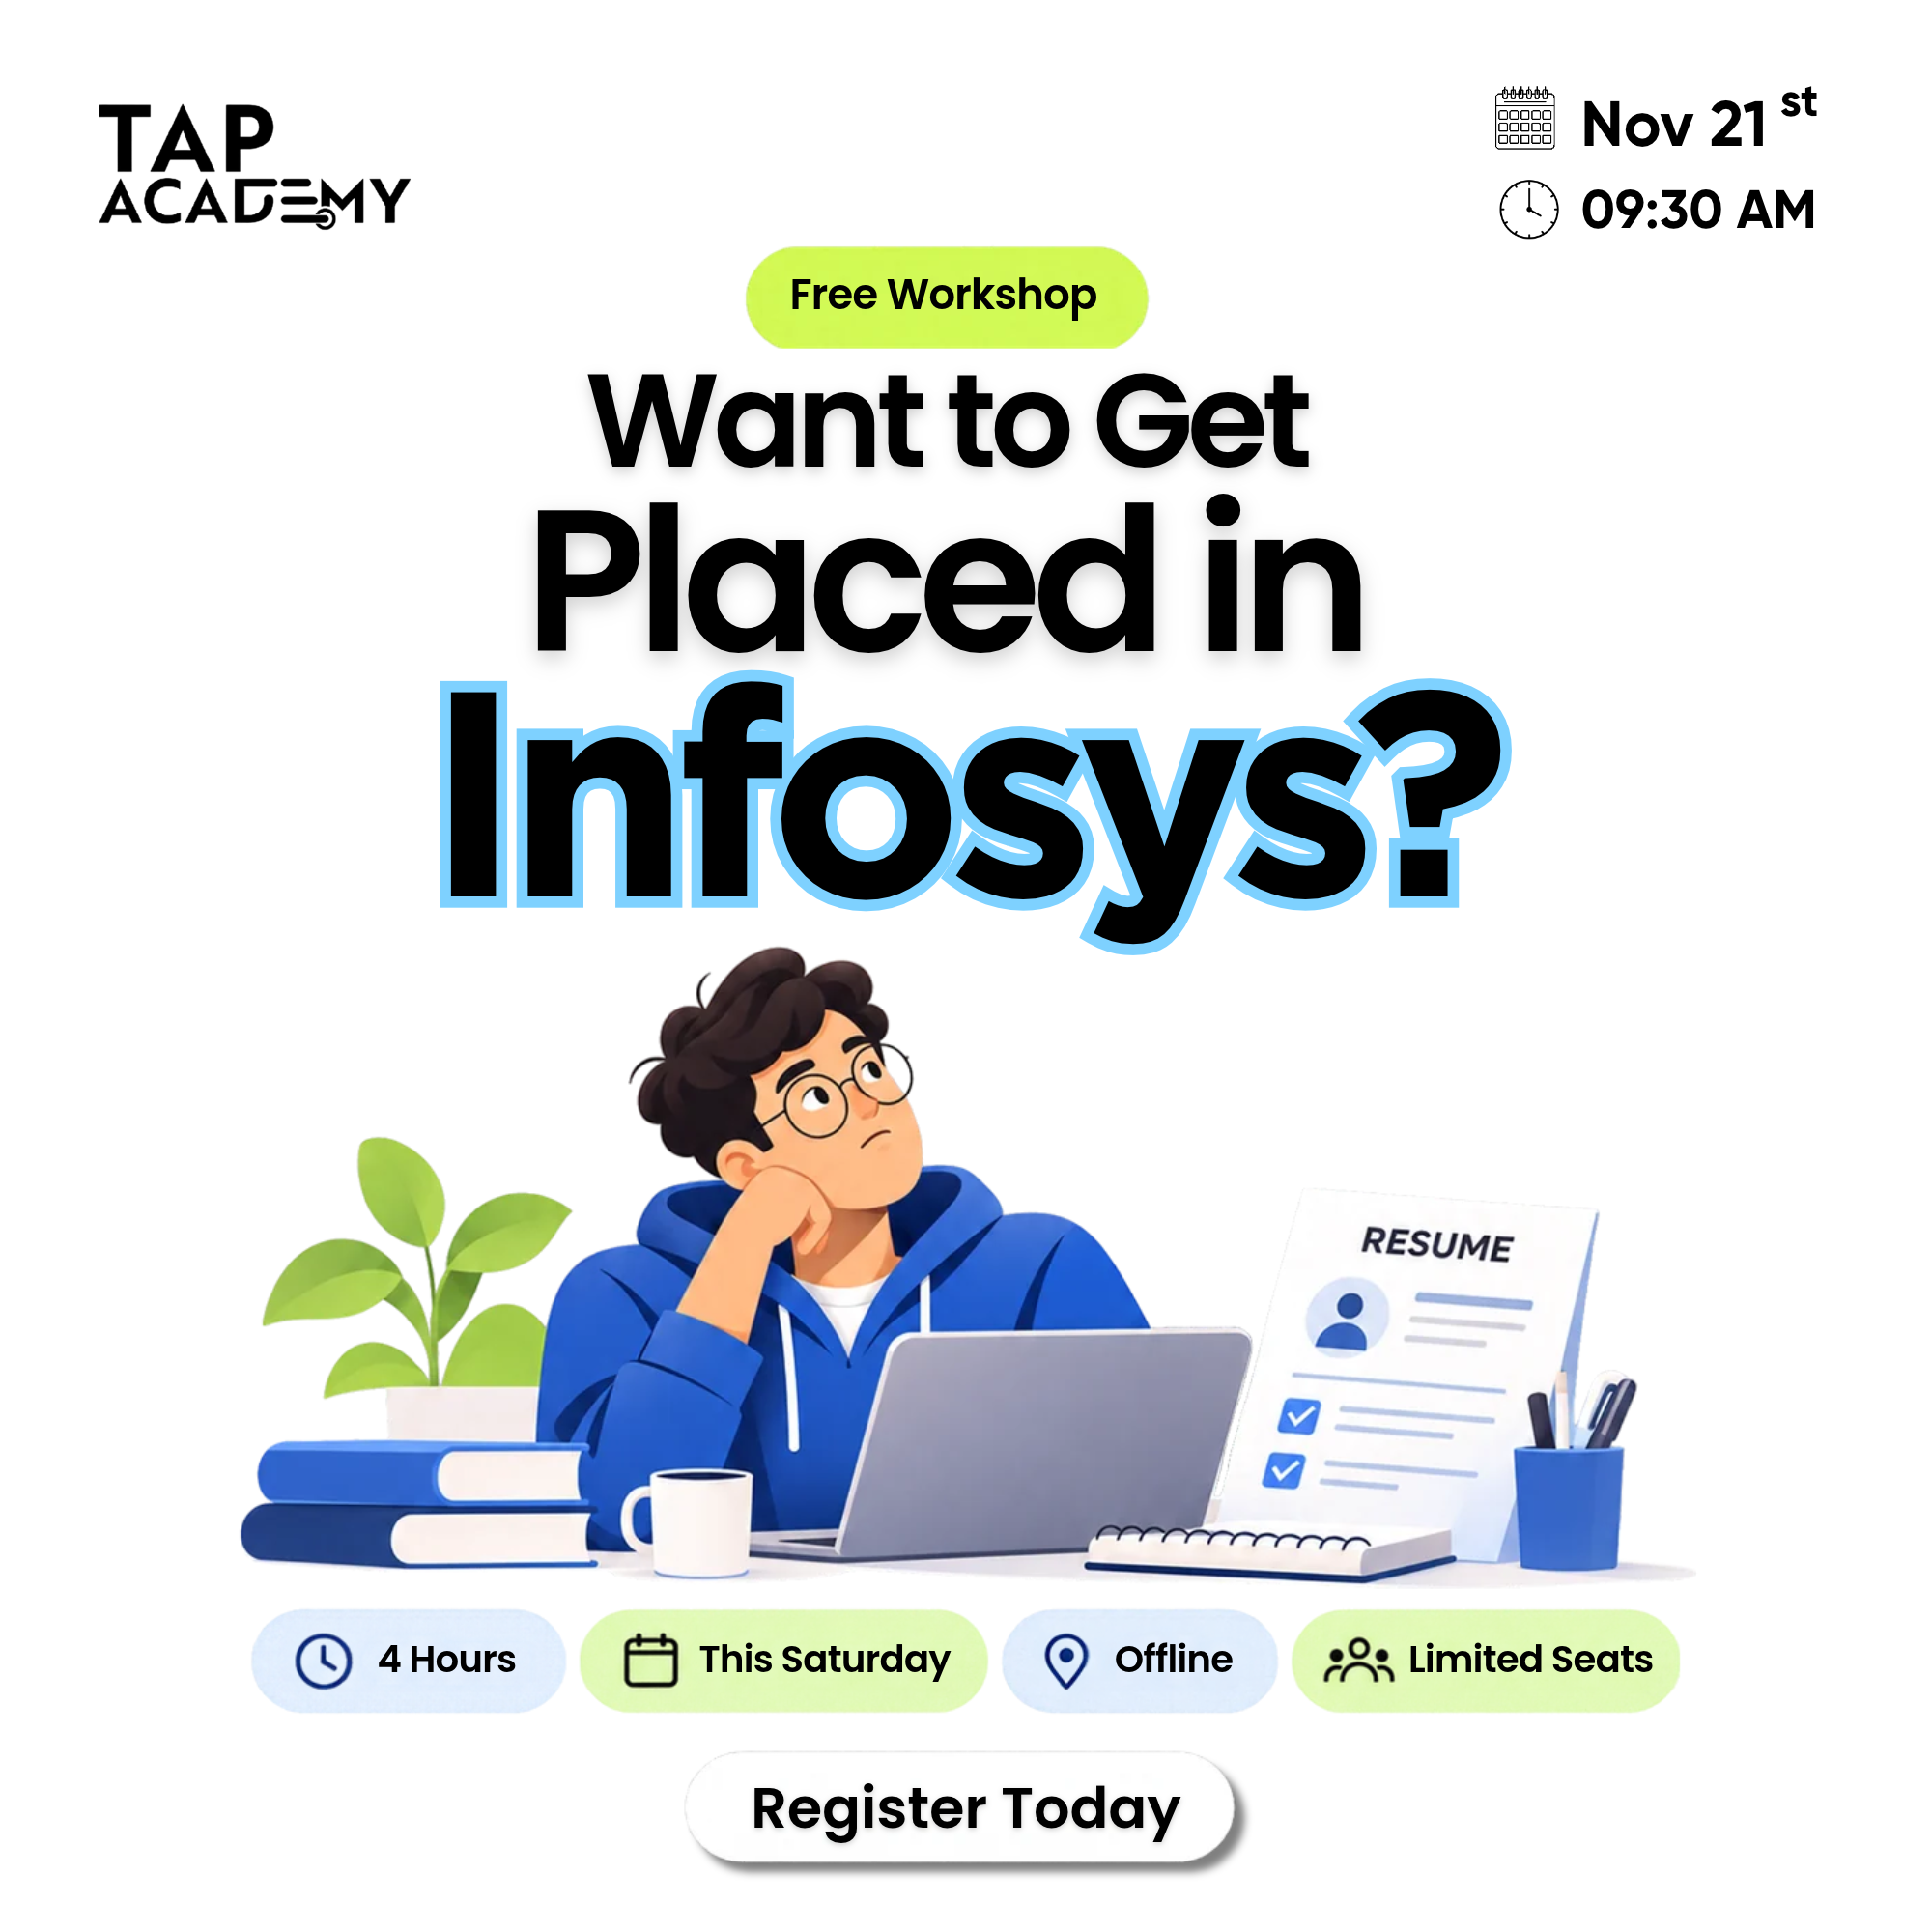 TAP
ACADEMY
Nov 21 st
09:30 AM
Free Workshop
Want to Get
Placed in
Infosys?
RESUME
4 Hours
This Saturday
Offline
Limited Seats
Register Today